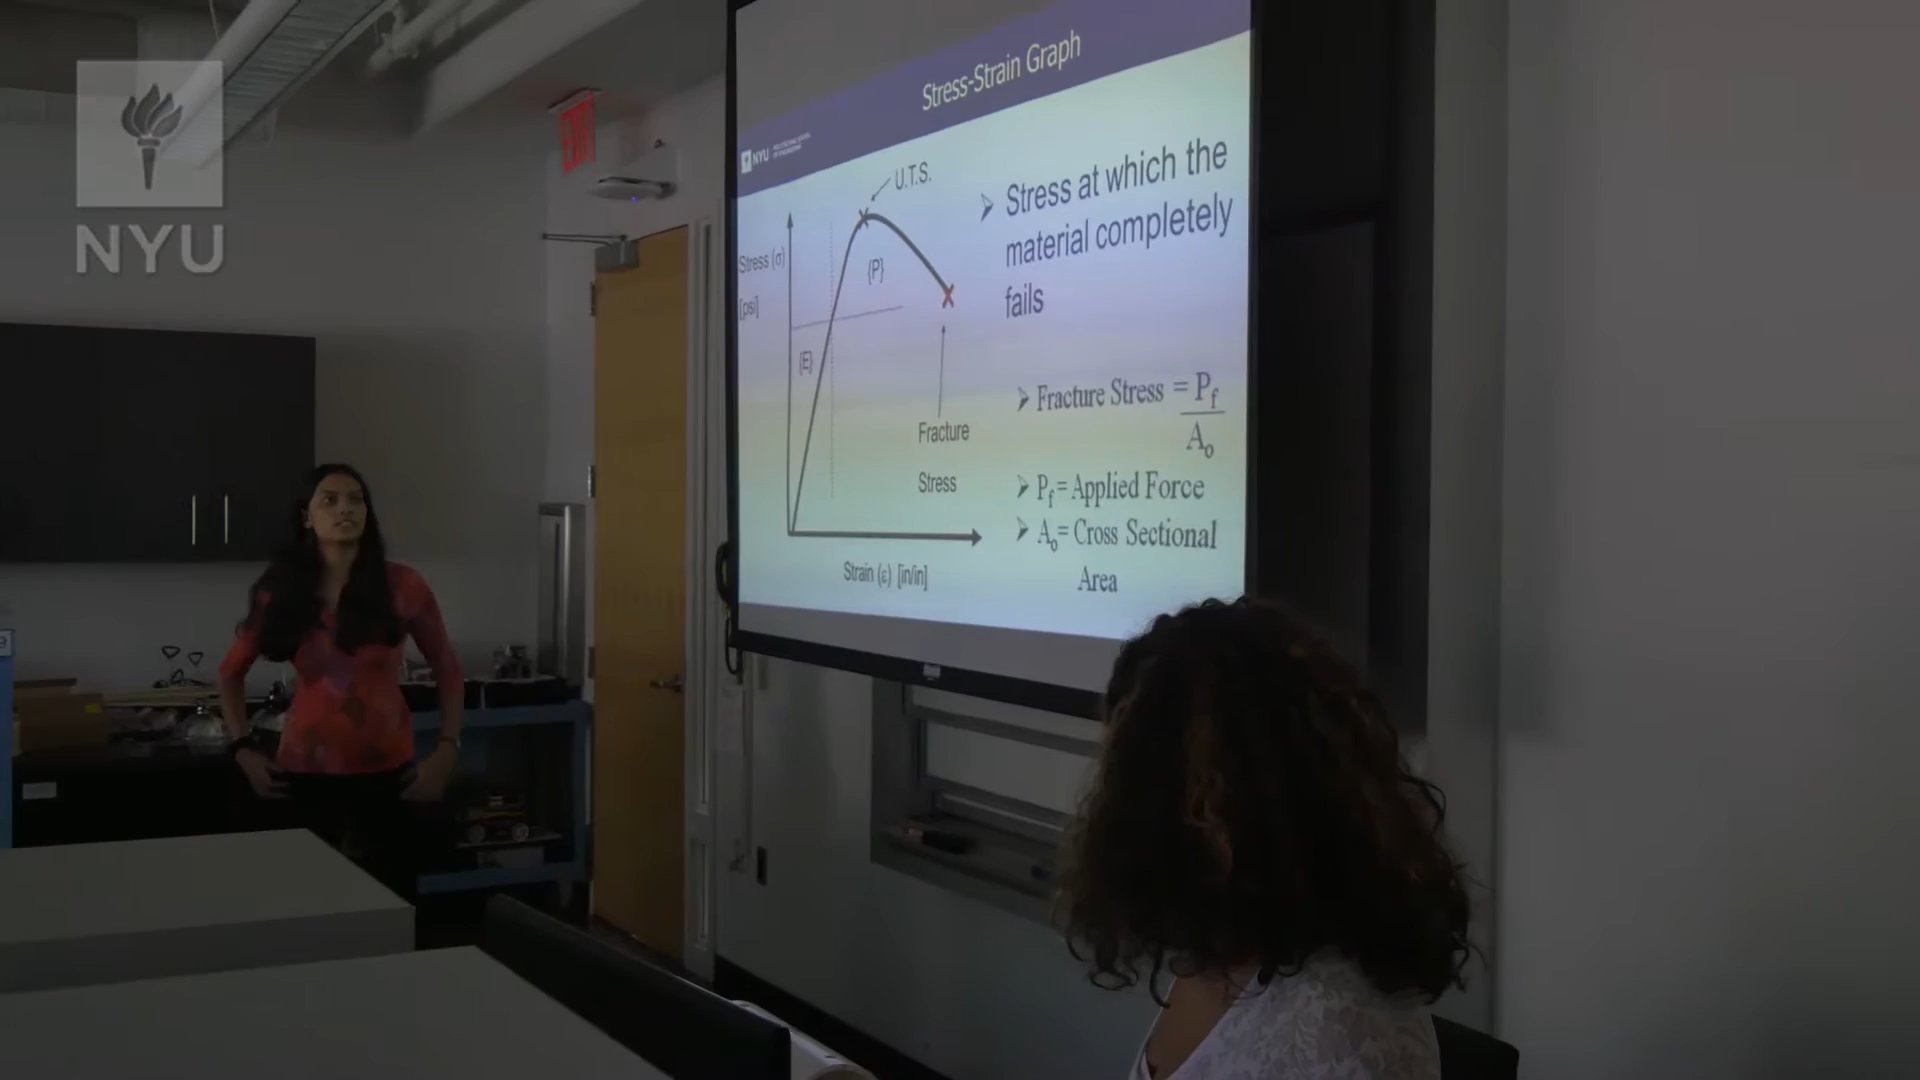 NYU
EXIT
Stress-Strain Graph
NYU
U.T.S.
Stress (σ)
[psi]
{P}
{E}
Fracture
Stress
Strain (ε) [in/in]
➢ Stress at which the
material completely
fails
➢ Fracture Stress = Pf
Ao
➢ Pf= Applied Force
➢ Ao= Cross Sectional
Area